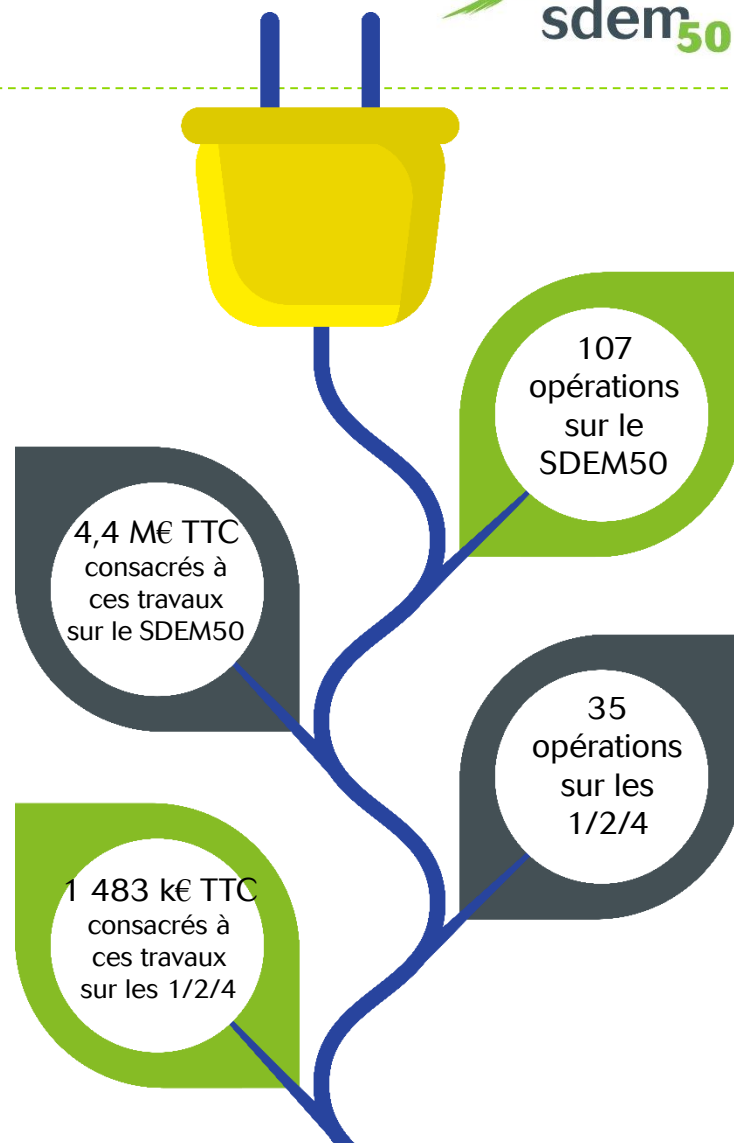 sdem50
107
opérations
sur le
SDEM50
4,4 M€ TTC
consacrés à
ces travaux
sur le SDEM50
35
opérations
sur les
1/2/4
1 483 k€ TTC
consacrés à
ces travaux
sur les 1/2/4